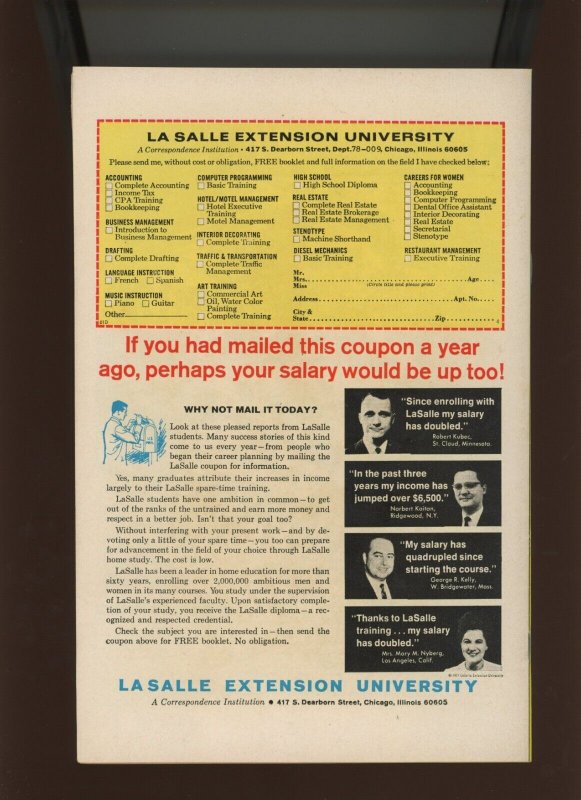 LA SALLE EXTENSION UNIVERSITY
A Correspondence Institution • 417 S. Dearborn Street, Dept.78-009, Chicago, Illinois 60605
Please send me, without cost or obligation, FREE booklet and full information on the field I have checked below:
ACCOUNTING
Complete Accounting
Income Tax
CPA Training
Bookkeeping
BUSINESS MANAGEMENT
Introduction to
Business Management
DRAFTING
Complete Drafting
LANGUAGE INSTRUCTION
French Spanish
MUSIC INSTRUCTION
Piano Guitar
Other
COMPUTER PROGRAMMING
Basic Training
HOTEL/MOTEL MANAGEMENT
Hotel Executive
Training
Motel Management
INTERIOR DECORATING
Complete Training
TRAFFIC & TRANSPORTATION
Complete Traffic
Management
ART TRAINING
Commercial Art
Oil, Water Color
Painting
Complete Training
HIGH SCHOOL
High School Diploma
REAL ESTATE
Complete Real Estate
Real Estate Brokerage
Real Estate Management
STENOTYPE
Machine Shorthand
DIESEL MECHANICS
Basic Training
CAREERS FOR WOMEN
Accounting
Bookkeeping
Computer Programming
Dental Office Assistant
Interior Decorating
Real Estate
Secretarial
Stenotype
RESTAURANT MANAGEMENT
Executive Training
Mr.
Mrs. Age
Miss (Circle title and please print)
Address Apt. No.
City &
State Zip
If you had mailed this coupon a year
ago, perhaps your salary would be up too!
WHY NOT MAIL IT TODAY?
Look at these pleased reports from LaSalle
students. Many success stories of this kind
come to us every year—from people who
began their career planning by mailing the
LaSalle coupon for information.
Yes, many graduates attribute their increases in income
largely to their LaSalle spare-time training.
LaSalle students have one ambition in common—to get
out of the ranks of the untrained and earn more money and
respect in a better job. Isn't that your goal too?
Without interfering with your present work—and by de-
voting only a little of your spare time—you too can prepare
for advancement in the field of your choice through LaSalle
home study. The cost is low.
LaSalle has been a leader in home education for more than
sixty years, enrolling over 2,000,000 ambitious men and
women in its many courses. You study under the supervision
of LaSalle's experienced faculty. Upon satisfactory comple-
tion of your study, you receive the LaSalle diploma—a rec-
ognized and respected credential.
Check the subject you are interested in—then send the
coupon above for FREE booklet. No obligation.
"Since enrolling with
LaSalle my salary
has doubled."
Robert Kubec,
St. Cloud, Minnesota.
"In the past three
years my income has
jumped over $6,500."
Norbert Kaiton,
Ridgewood, N.Y.
"My salary has
quadrupled since
starting the course."
George R. Kelly,
W. Bridgewater, Mass.
"Thanks to LaSalle
training . . . my salary
has doubled."
Mrs. Mary M. Nyberg,
Los Angeles, Calif.
LASALLE EXTENSION UNIVERSITY
A Correspondence Institution • 417 S. Dearborn Street, Chicago, Illinois 60605